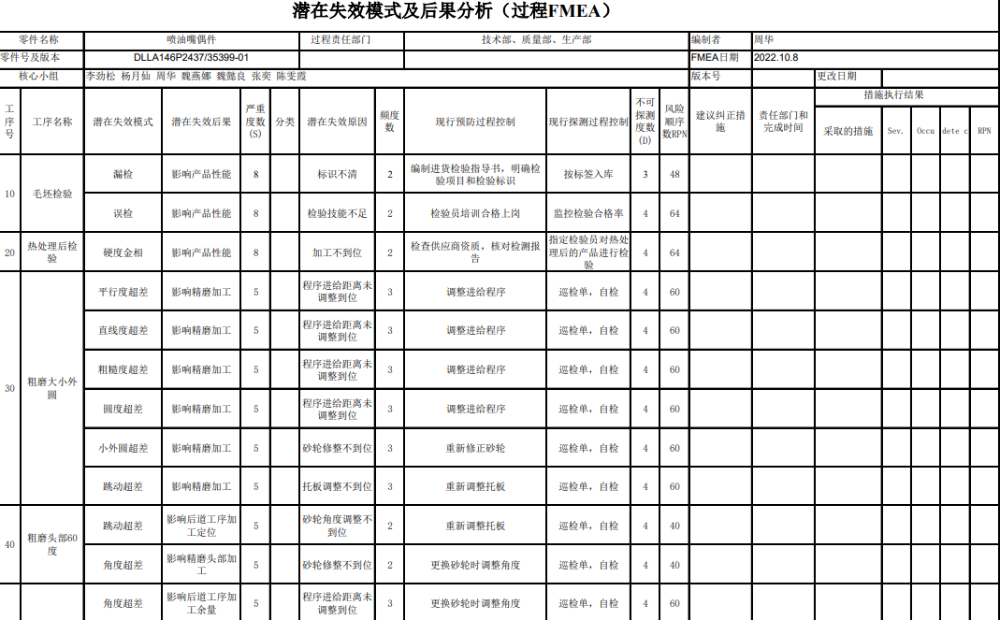 潜在失效模式及后果分析（过程FMEA）
零件名称 喷油嘴偶件 过程责任部门 技术部、质量部、生产部 编制者 周华
零件号及版本 DLLA146P2437/35399-01 FMEA日期 2022.10.8
核心小组 李劲松 杨月仙 周华 魏燕娜 魏懿良 张奕 陈雯霞 版本号 更改日期
工序号 工序名称 潜在失效模式 潜在失效后果 严重度数(S) 分类 潜在失效原因 频度数 现行预防过程控制 现行探测过程控制 不可探测度数(D) 风险顺序数RPN 建议纠正措施 责任部门和完成时间 措施执行结果
采取的措施 Sev. Occu dete c RPN
10 毛坯检验 漏检 影响产品性能 8 标识不清 2 编制进货检验指导书，明确检验项目和检验标识 按标签入库 3 48
误检 影响产品性能 8 检验技能不足 2 检验员培训合格上岗 监控检验合格率 4 64
20 热处理后检验 硬度金相 影响产品性能 8 加工不到位 2 检查供应商资质，核对检测报告 指定检验员对热处理后的产品进行检验 4 64
30 粗磨大小外圆 平行度超差 影响精磨加工 5 程序进给距离未调整到位 3 调整进给程序 巡检单，自检 4 60
直线度超差 影响精磨加工 5 程序进给距离未调整到位 3 调整进给程序 巡检单，自检 4 60
粗糙度超差 影响精磨加工 5 程序进给距离未调整到位 3 调整进给程序 巡检单，自检 4 60
圆度超差 影响精磨加工 5 程序进给距离未调整到位 3 调整进给程序 巡检单，自检 4 60
小外圆超差 影响精磨加工 5 砂轮修整不到位 3 重新修正砂轮 巡检单，自检 4 60
跳动超差 影响精磨加工 5 托板调整不到位 3 重新调整托板 巡检单，自检 4 60
40 粗磨头部60度 跳动超差 影响后道工序加工定位 5 砂轮角度调整不到位 2 重新调整托板 巡检单，自检 4 40
角度超差 影响精磨头部加工 5 砂轮修整不到位 2 更换砂轮时调整角度 巡检单，自检 4 40
角度超差 影响后道工序加工余量 5 程序进给距离未调整到位 3 更换砂轮时调整角度 巡检单，自检 4 60